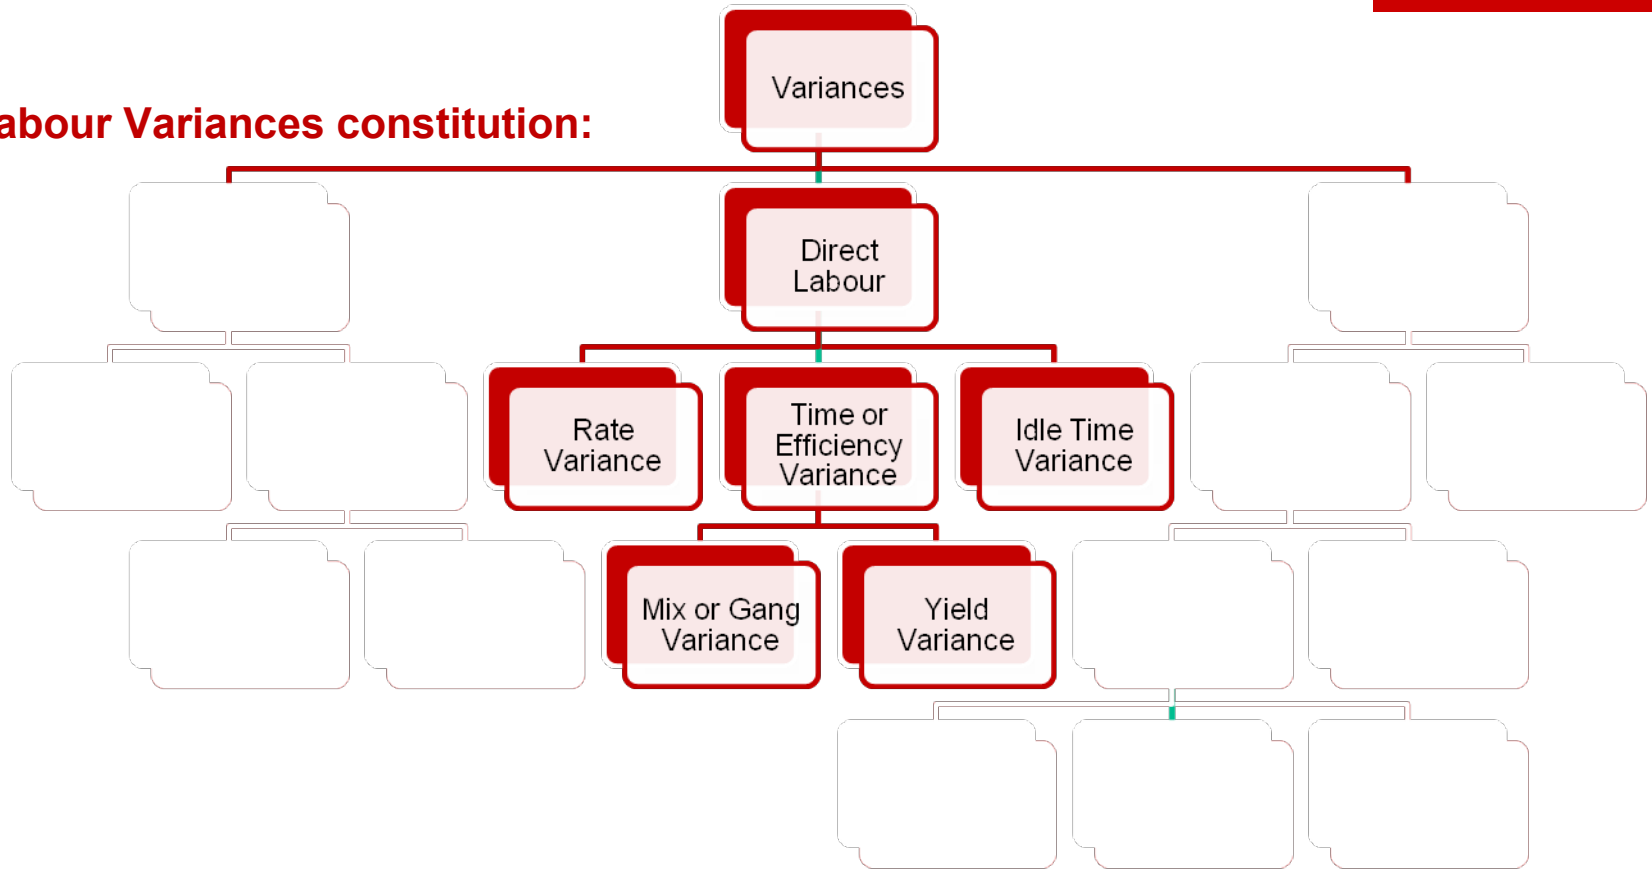 Variances
abour Variances constitution:
Direct
Labour
Rate
Variance
Time or
Efficiency
Variance
Idle Time
Variance
Mix or Gang
Variance
Yield
Variance